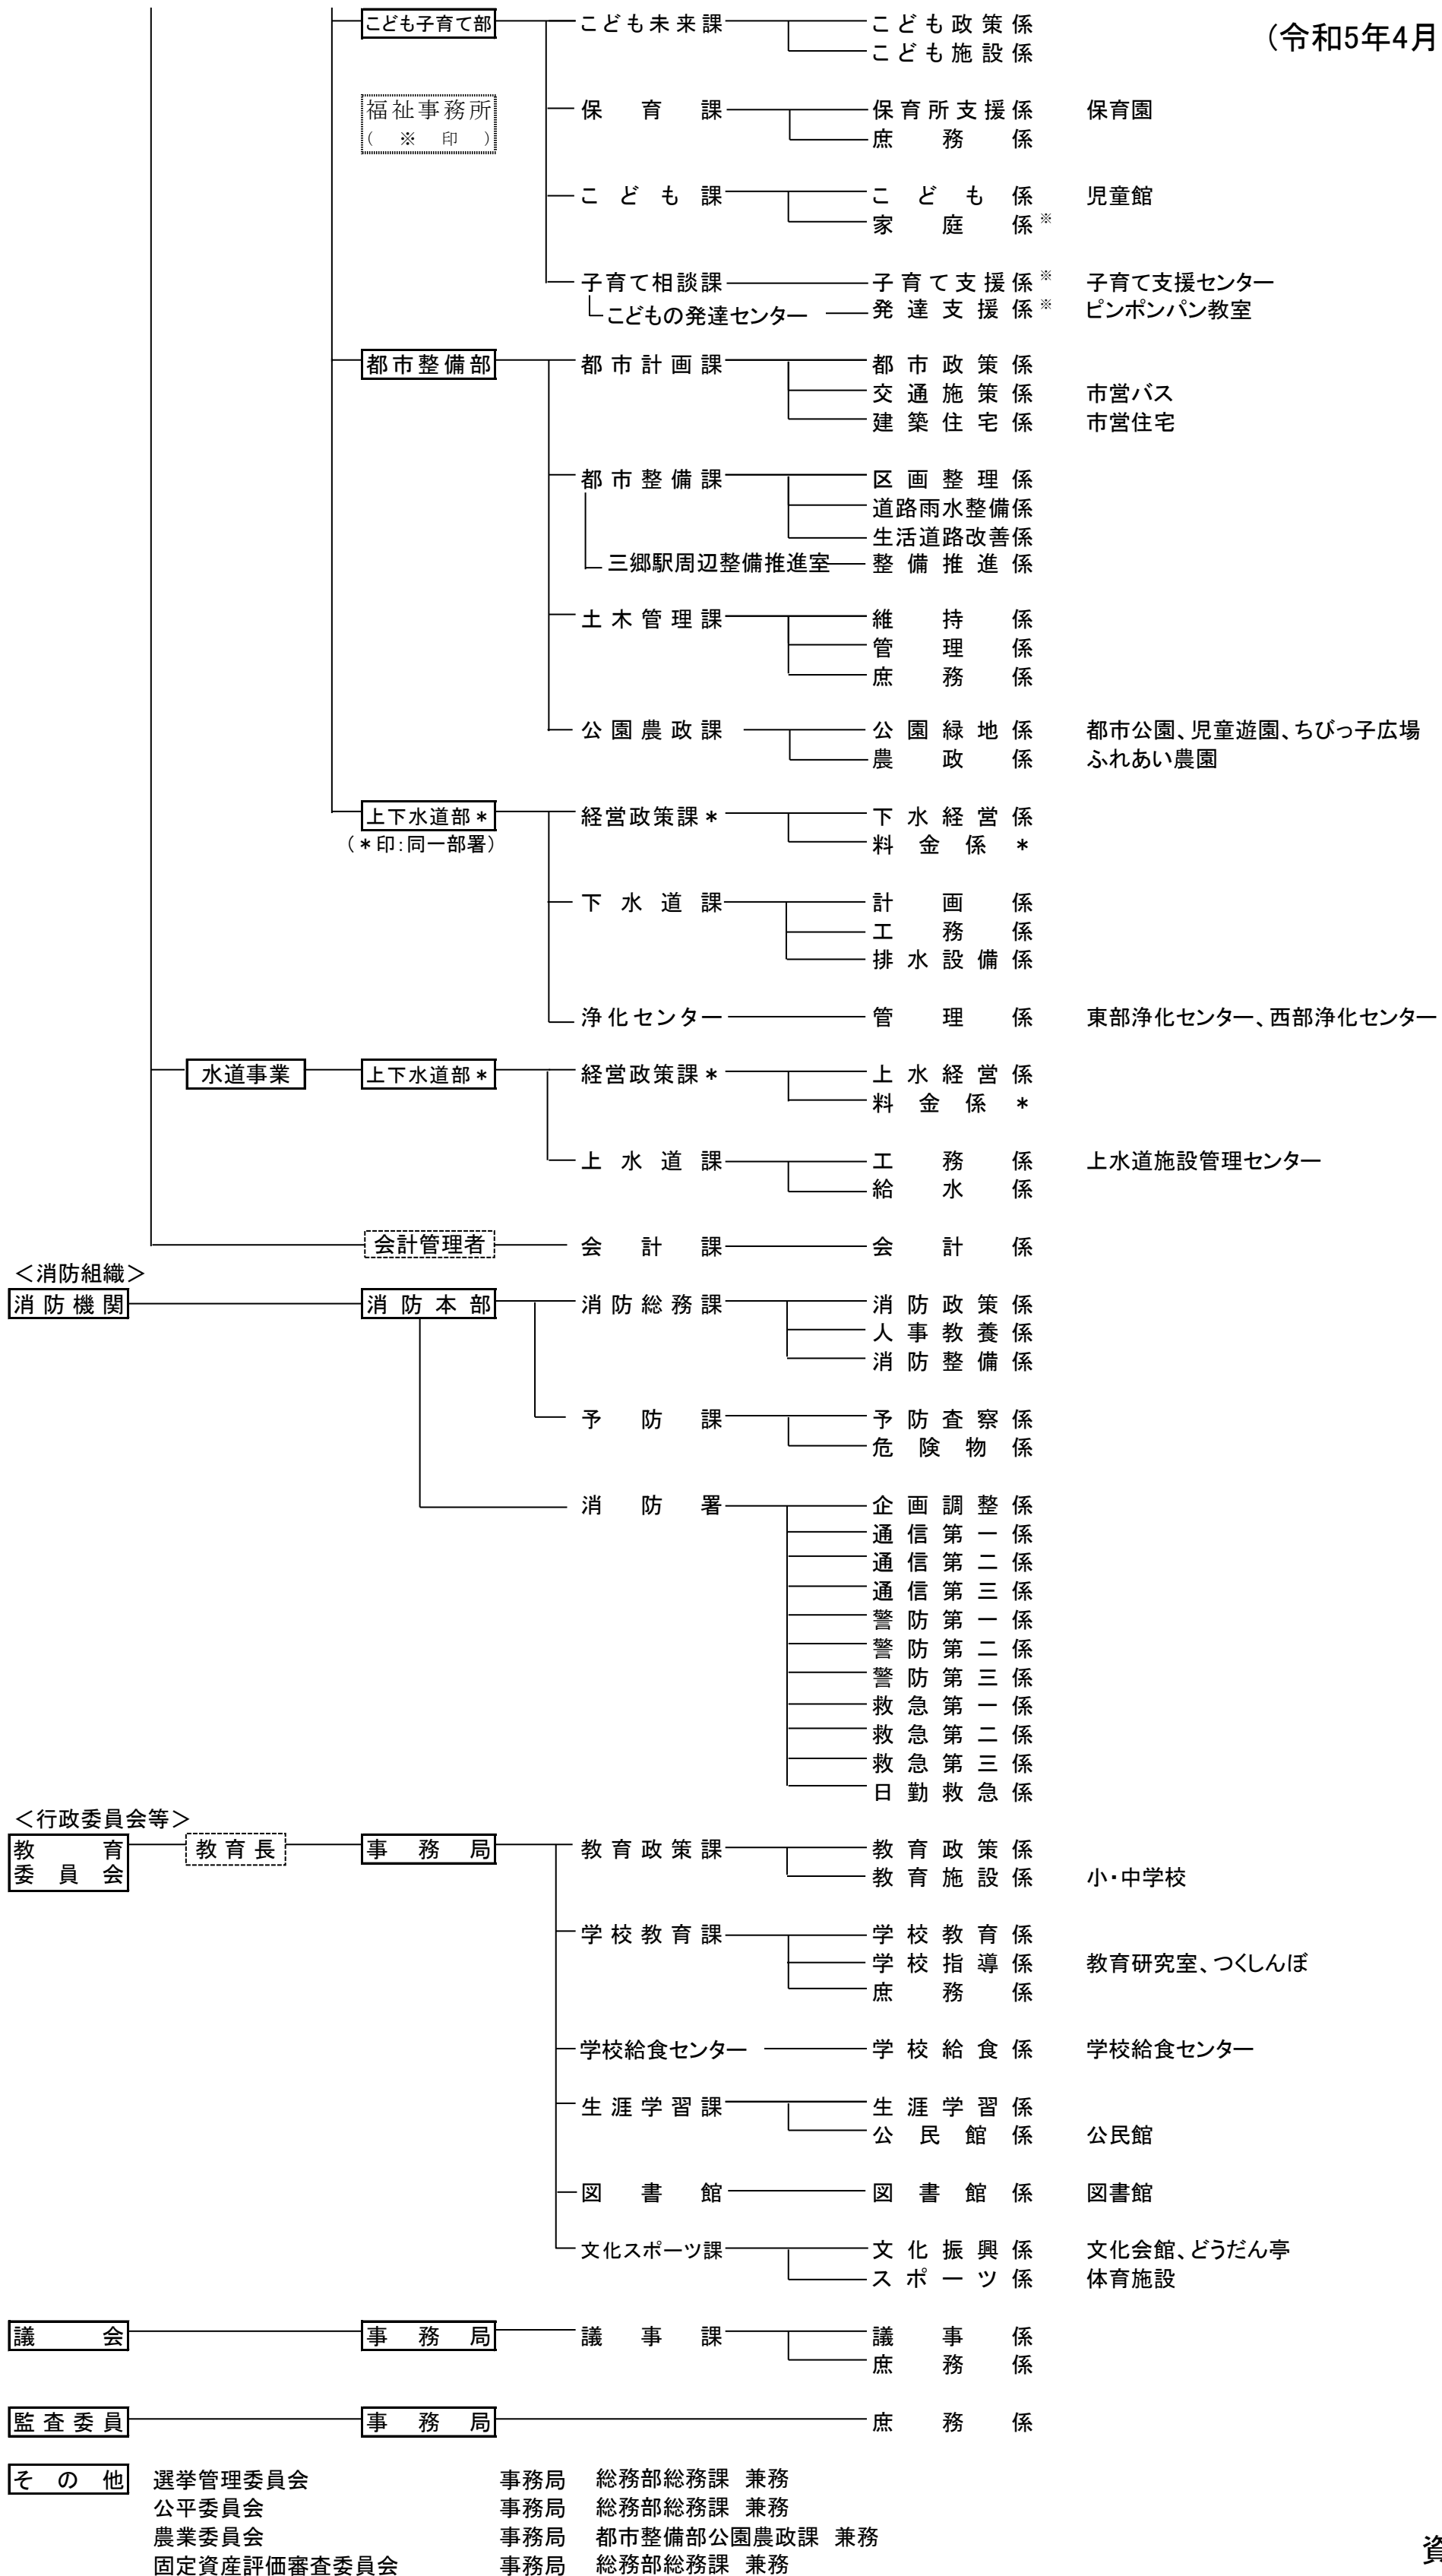 こども子育て部 こども未来課 こども政策係 （令和5年4月
こども施設係
福祉事務所 保育課 保育所支援係 保育園
（※印） 庶務係
こども課 こども係 児童館
家庭係※
子育て相談課 子育て支援係※ 子育て支援センター
こどもの発達センター 発達支援係※ ピンポンパン教室
都市整備部 都市計画課 都市政策係
交通施策係 市営バス
建築住宅係 市営住宅
都市整備課 区画整理係
道路雨水整備係
生活道路改善係
三郷駅周辺整備推進室 整備推進係
土木管理課 維持係
管理係
庶務係
公園農政課 公園緑地係 都市公園、児童遊園、ちびっ子広場
農政係 ふれあい農園
上下水道部＊ 経営政策課＊ 下水経営係
（＊印：同一部署） 料金係＊
下水道課 計画係
工務係
排水設備係
浄化センター 管理係 東部浄化センター、西部浄化センター
水道事業 上下水道部＊ 経営政策課＊ 上水経営係
料金係＊
上水道課 工務係 上水道施設管理センター
給水係
会計管理者 会計課 会計係
＜消防組織＞
消防機関 消防本部 消防総務課 消防政策係
人事教養係
消防整備係
予防課 予防査察係
危険物係
消防署 企画調整係
通信第一係
通信第二係
通信第三係
警防第一係
警防第二係
警防第三係
救急第一係
救急第二係
救急第三係
日勤救急係
＜行政委員会等＞
教育委員会 教育長 事務局 教育政策課 教育政策係
教育施設係 小・中学校
学校教育課 学校教育係
学校指導係 教育研究室、つくしんぼ
庶務係
学校給食センター 学校給食係 学校給食センター
生涯学習課 生涯学習係
公民館係 公民館
図書館 図書館係 図書館
文化スポーツ課 文化振興係 文化会館、どうだん亭
スポーツ係 体育施設
議会 事務局 議事課 議事係
庶務係
監査委員 事務局 庶務係
その他 選挙管理委員会 事務局 総務部総務課 兼務
公平委員会 事務局 総務部総務課 兼務
農業委員会 事務局 都市整備部公園農政課 兼務
固定資産評価審査委員会 事務局 総務部総務課 兼務